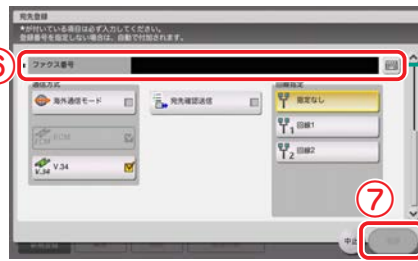 宛先登録
*が付いている項目は必ず入力してください。
登録番号を指定しない場合は、自動で付加されます。
⑥
ファクス番号
通信方式
回線指定
海外通信モード
宛先確認送信
指定なし
ECM
ECM
回線1
V.34
V.34
回線2
⑦
中止